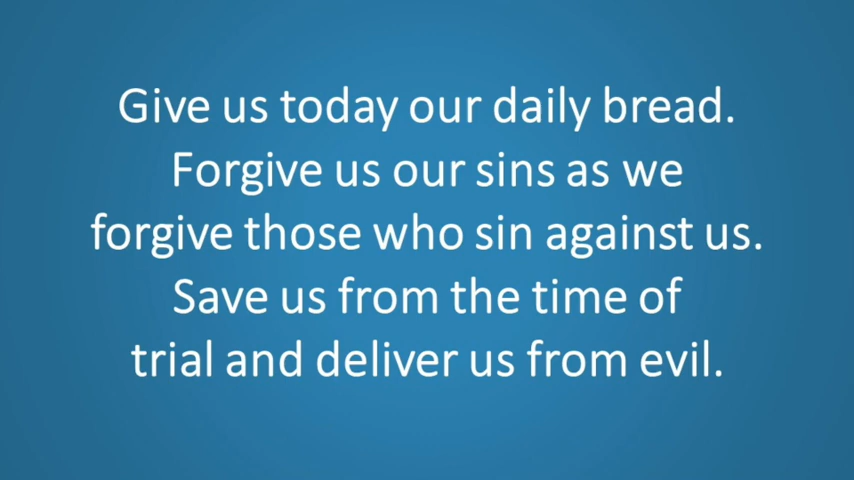 Give us today our daily bread.
Forgive us our sins as we
forgive those who sin against us.
Save us from the time of
trial and deliver us from evil.